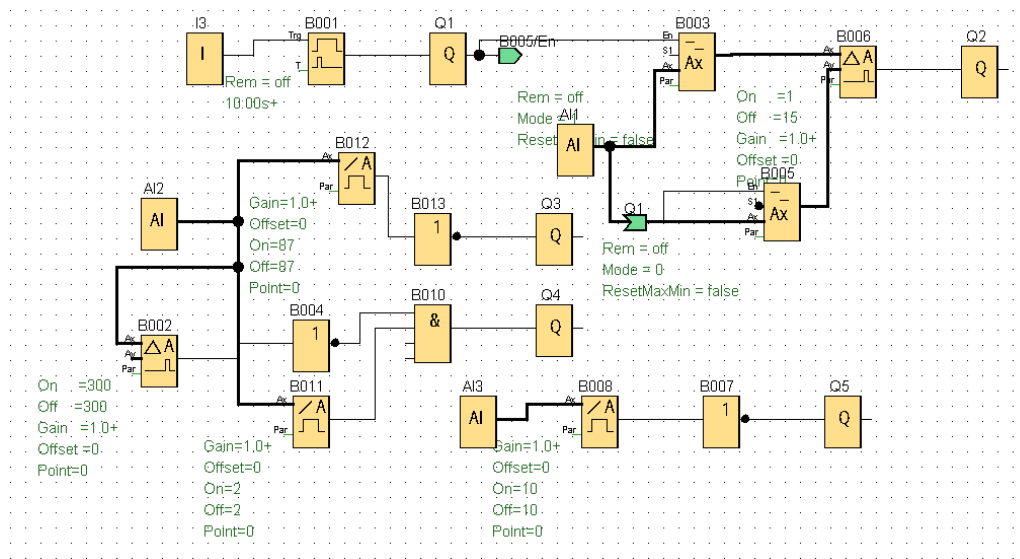 I3
B001
Q1
B003
B006
Q2
I
Trg
T
Q
B005/En
En
S1
Ax
Par
Ax
Ax
Ay
Par
Δ A
Q
Rem = off
10:00s+
Rem = off
Mode =
ResetMaxMin = false
AI1
AI
On =1
Off =15
Gain =1.0+
Offset =0
Point=0
B005
En
S1
Ax
Par
Ax
Q1
Rem = off
Mode = 0
ResetMaxMin = false
B012
Ax
Par
/ A
AI2
AI
Gain=1.0+
Offset=0
On=87
Off=87
Point=0
B013
1
Q3
Q
B004
1
B010
&
Q4
Q
B002
Ax
Ay
Par
Δ A
On =300
Off =300
Gain =1.0+
Offset =0
Point=0
B011
Ax
Par
/ A
Gain=1.0+
Offset=0
On=2
Off=2
Point=0
AI3
AI
B008
Ax
Par
/ A
Gain=1.0+
Offset=0
On=10
Off=10
Point=0
B007
1
Q5
Q